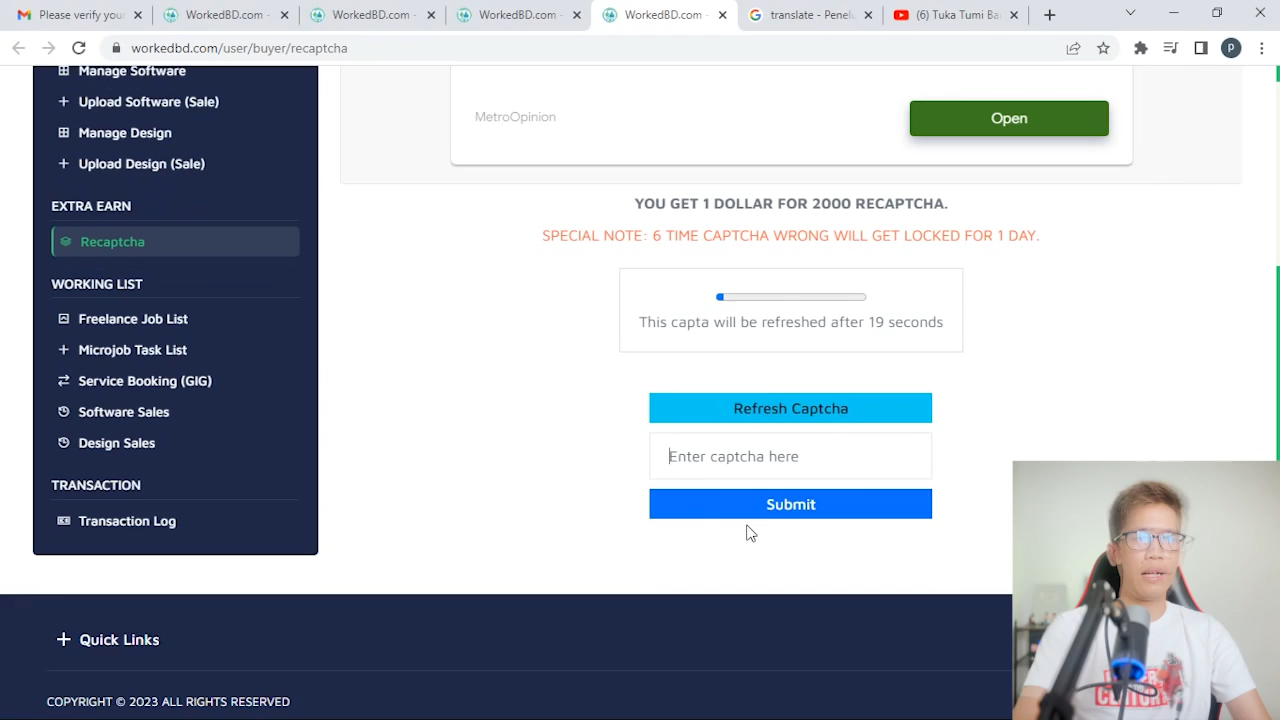 Please verify your
WorkedBD.com -
WorkedBD.com -
WorkedBD.com -
WorkedBD.com -
translate - Penelu
(6) Tuka Tumi Ba
workedbd.com/user/buyer/recaptcha
P
Manage Software
Upload Software (Sale)
Manage Design
Upload Design (Sale)
EXTRA EARN
Recaptcha
WORKING LIST
Freelance Job List
Microjob Task List
Service Booking (GIG)
Software Sales
Design Sales
TRANSACTION
Transaction Log
MetroOpinion
Open
YOU GET 1 DOLLAR FOR 2000 RECAPTCHA.
SPECIAL NOTE: 6 TIME CAPTCHA WRONG WILL GET LOCKED FOR 1 DAY.
This capta will be refreshed after 19 seconds
Refresh Captcha
Enter captcha here
Submit
Quick Links
COPYRIGHT © 2023 ALL RIGHTS RESERVED